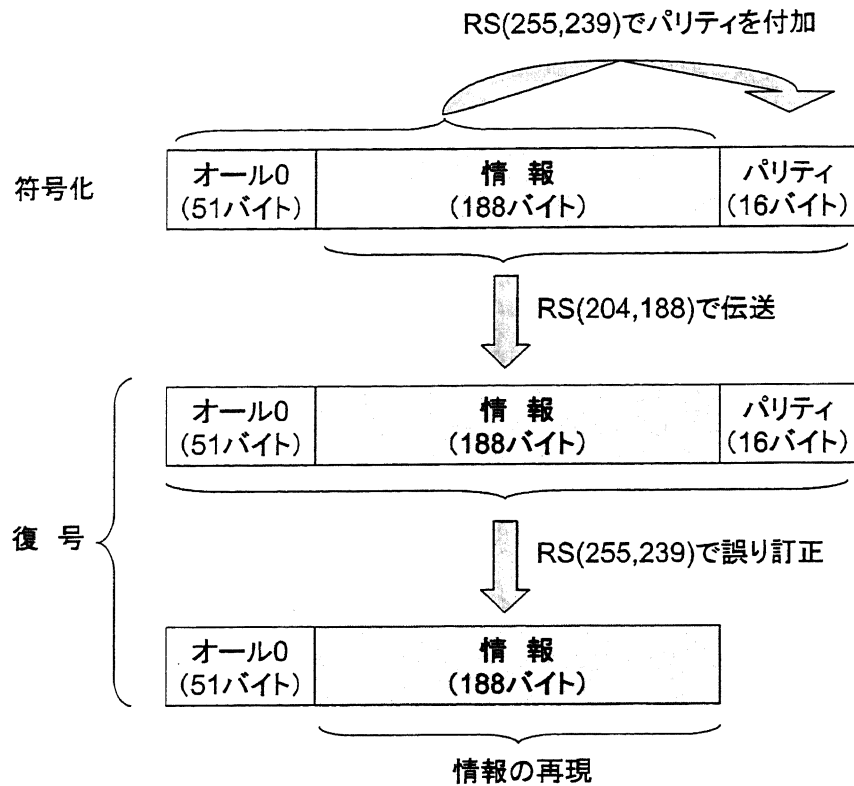 RS(255,239)でパリティを付加
符号化
オール0
(51バイト)
情 報
(188バイト)
パリティ
(16バイト)
RS(204,188)で伝送
復 号
オール0
(51バイト)
情 報
(188バイト)
パリティ
(16バイト)
RS(255,239)で誤り訂正
オール0
(51バイト)
情 報
(188バイト)
情報の再現